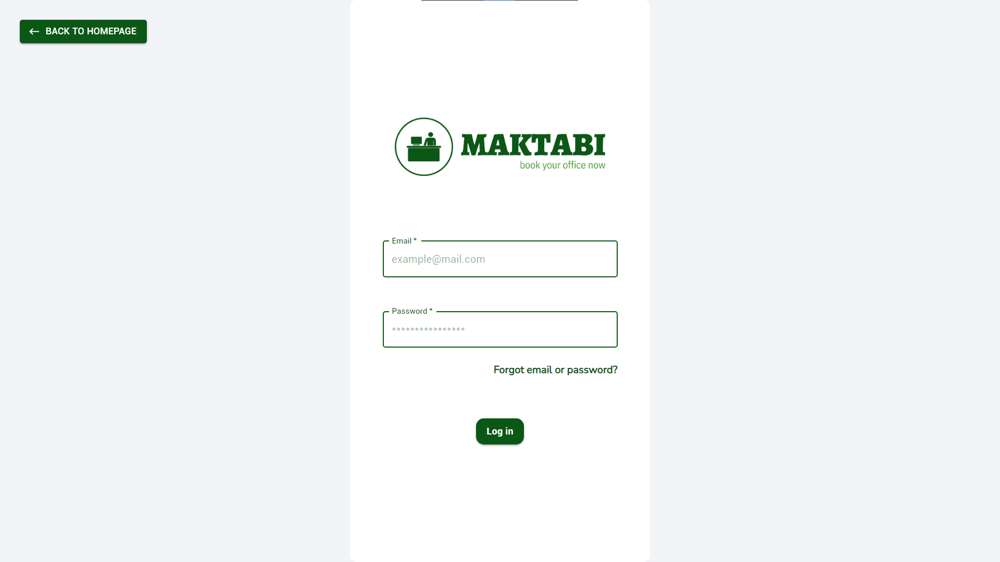 BACK TO HOMEPAGE
MAKTABI
book your office now
Email *
example@mail.com
Password *
****************
Forgot email or password?
Log in